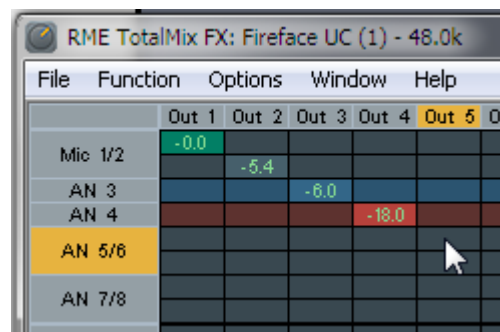 RME TotalMix FX: Fireface UC (1) - 48.0k
File Function Options Window Help
Out 1 Out 2 Out 3 Out 4 Out 5 O
Mic 1/2 -0.0
-5.4
AN 3 -6.0
AN 4 -18.0
AN 5/6
AN 7/8